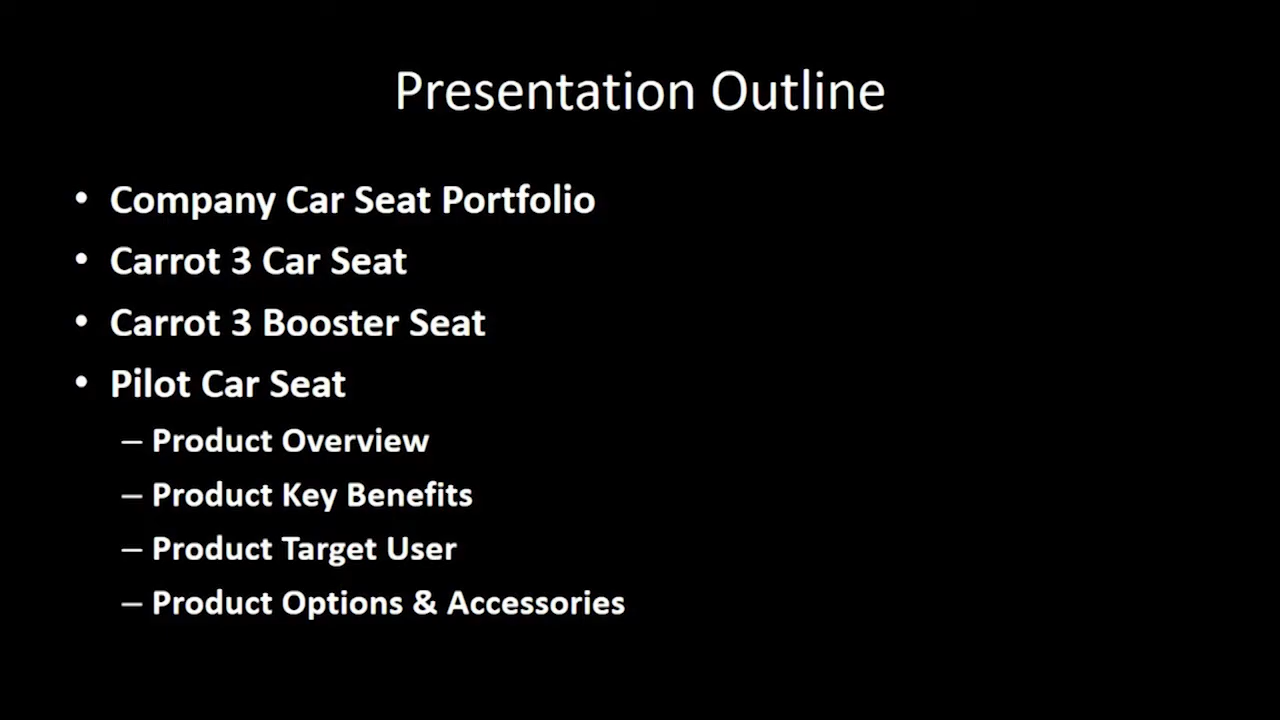 Presentation Outline
• Company Car Seat Portfolio
• Carrot 3 Car Seat
• Carrot 3 Booster Seat
• Pilot Car Seat
– Product Overview
– Product Key Benefits
– Product Target User
– Product Options & Accessories